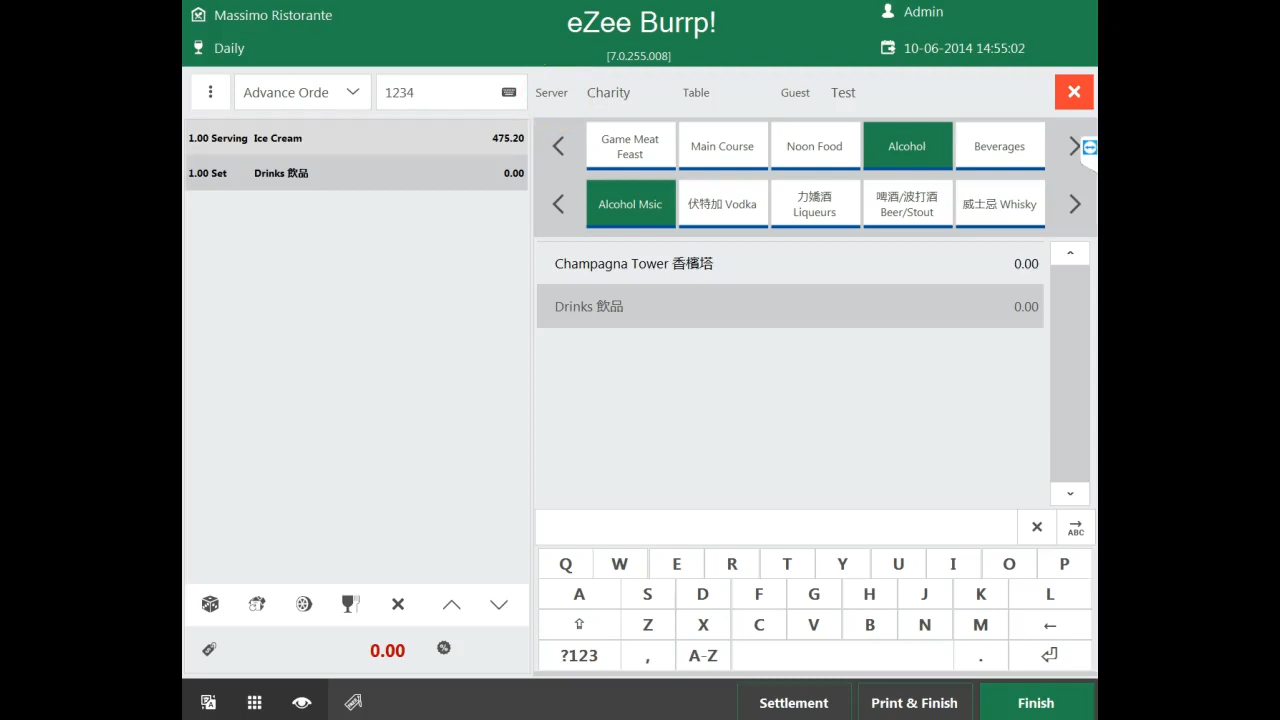 Massimo Ristorante
eZee Burrp!
Admin
Daily
[7.0.255.008]
10-06-2014 14:55:02
Advance Orde
1234
Server
Charity
Table
Guest
Test
1.00 Serving Ice Cream 475.20
1.00 Set Drinks 飲品 0.00
Game Meat
Feast
Main Course
Noon Food
Alcohol
Beverages
Alcohol Msic
伏特加 Vodka
力嬌酒
Liqueurs
啤酒/波打酒
Beer/Stout
威士忌 Whisky
Champagna Tower 香檳塔 0.00
Drinks 飲品 0.00
ABC
Q W E R T Y U I O P
A S D F G H J K L
Z X C V B N M
?123 , A-Z .
0.00
Settlement
Print & Finish
Finish